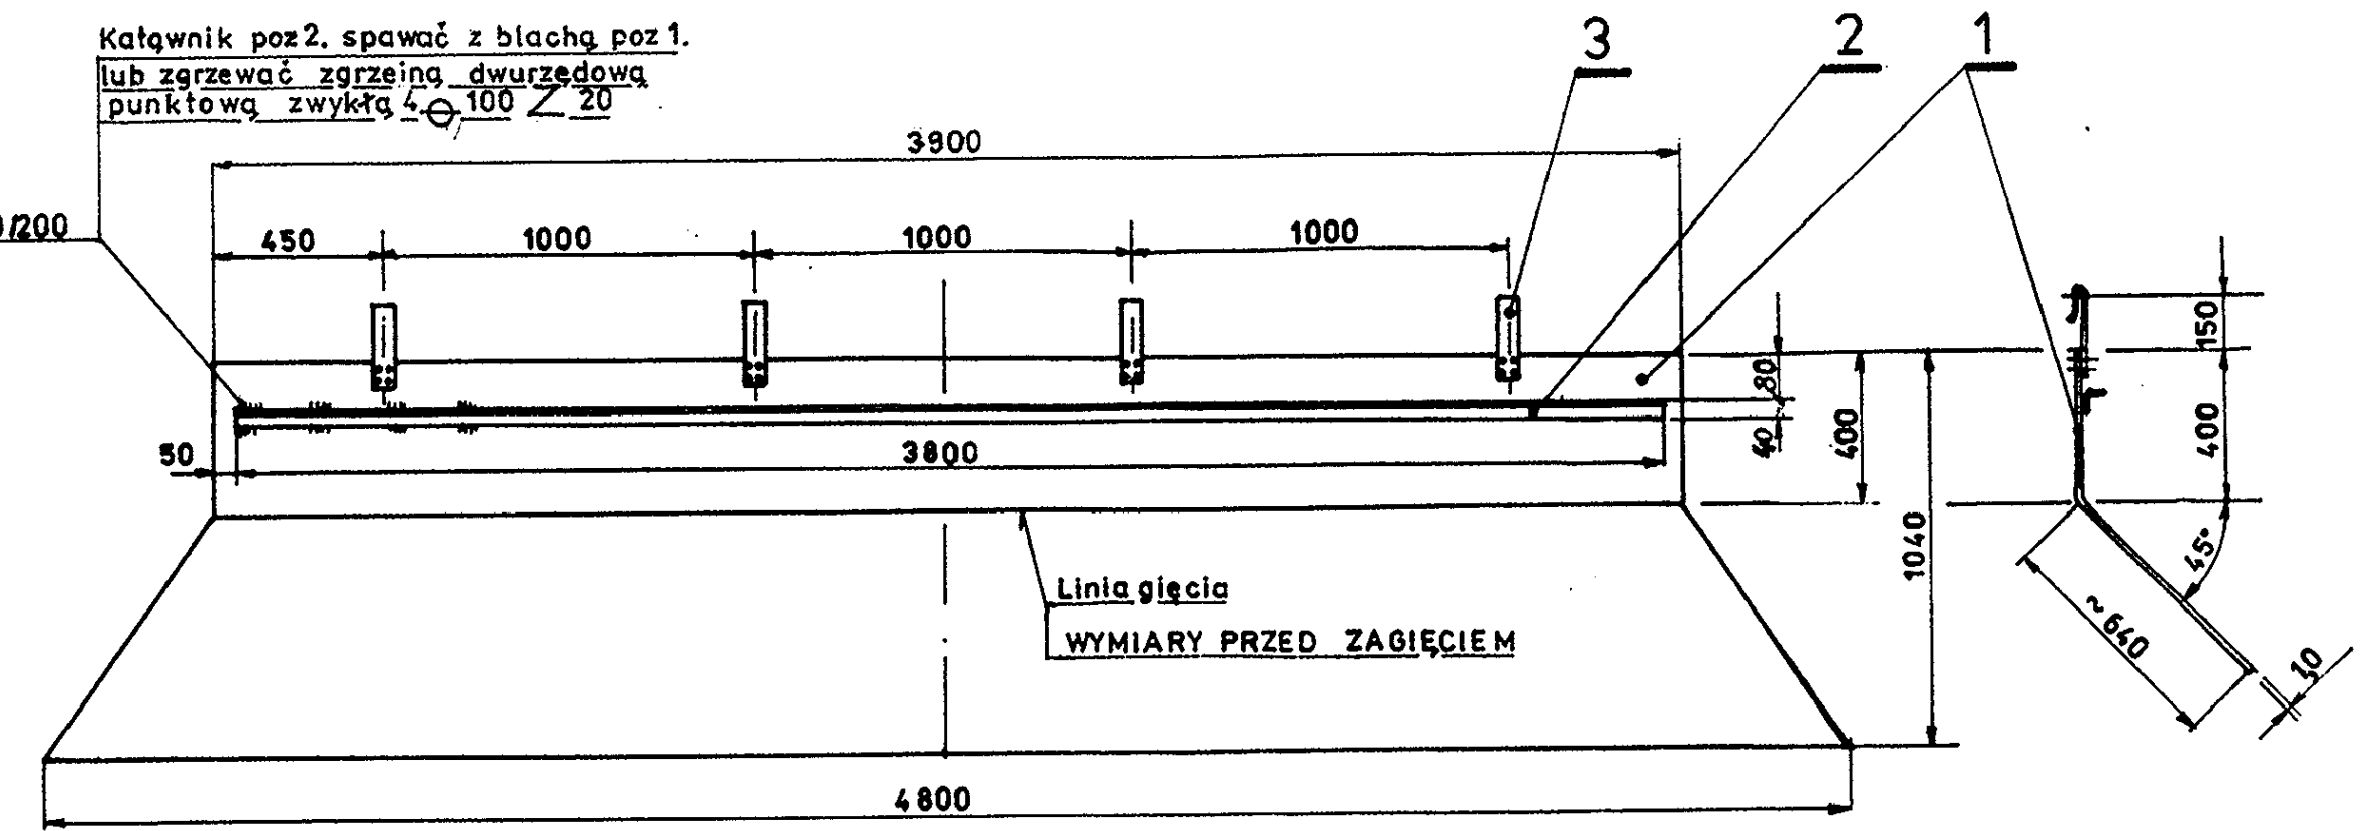 Kątownik poz 2. spawać z blachą poz 1.
lub zgrzewać zgrzeiną dwurzędową
punktową zwykłą 4 100 20
3 2 1
3900
/200
450 1000 1000 1000
150
80
40
400
400
50 3800
1040
45°
Linia gięcia
WYMIARY PRZED ZAGIĘCIEM
~640
10
4800